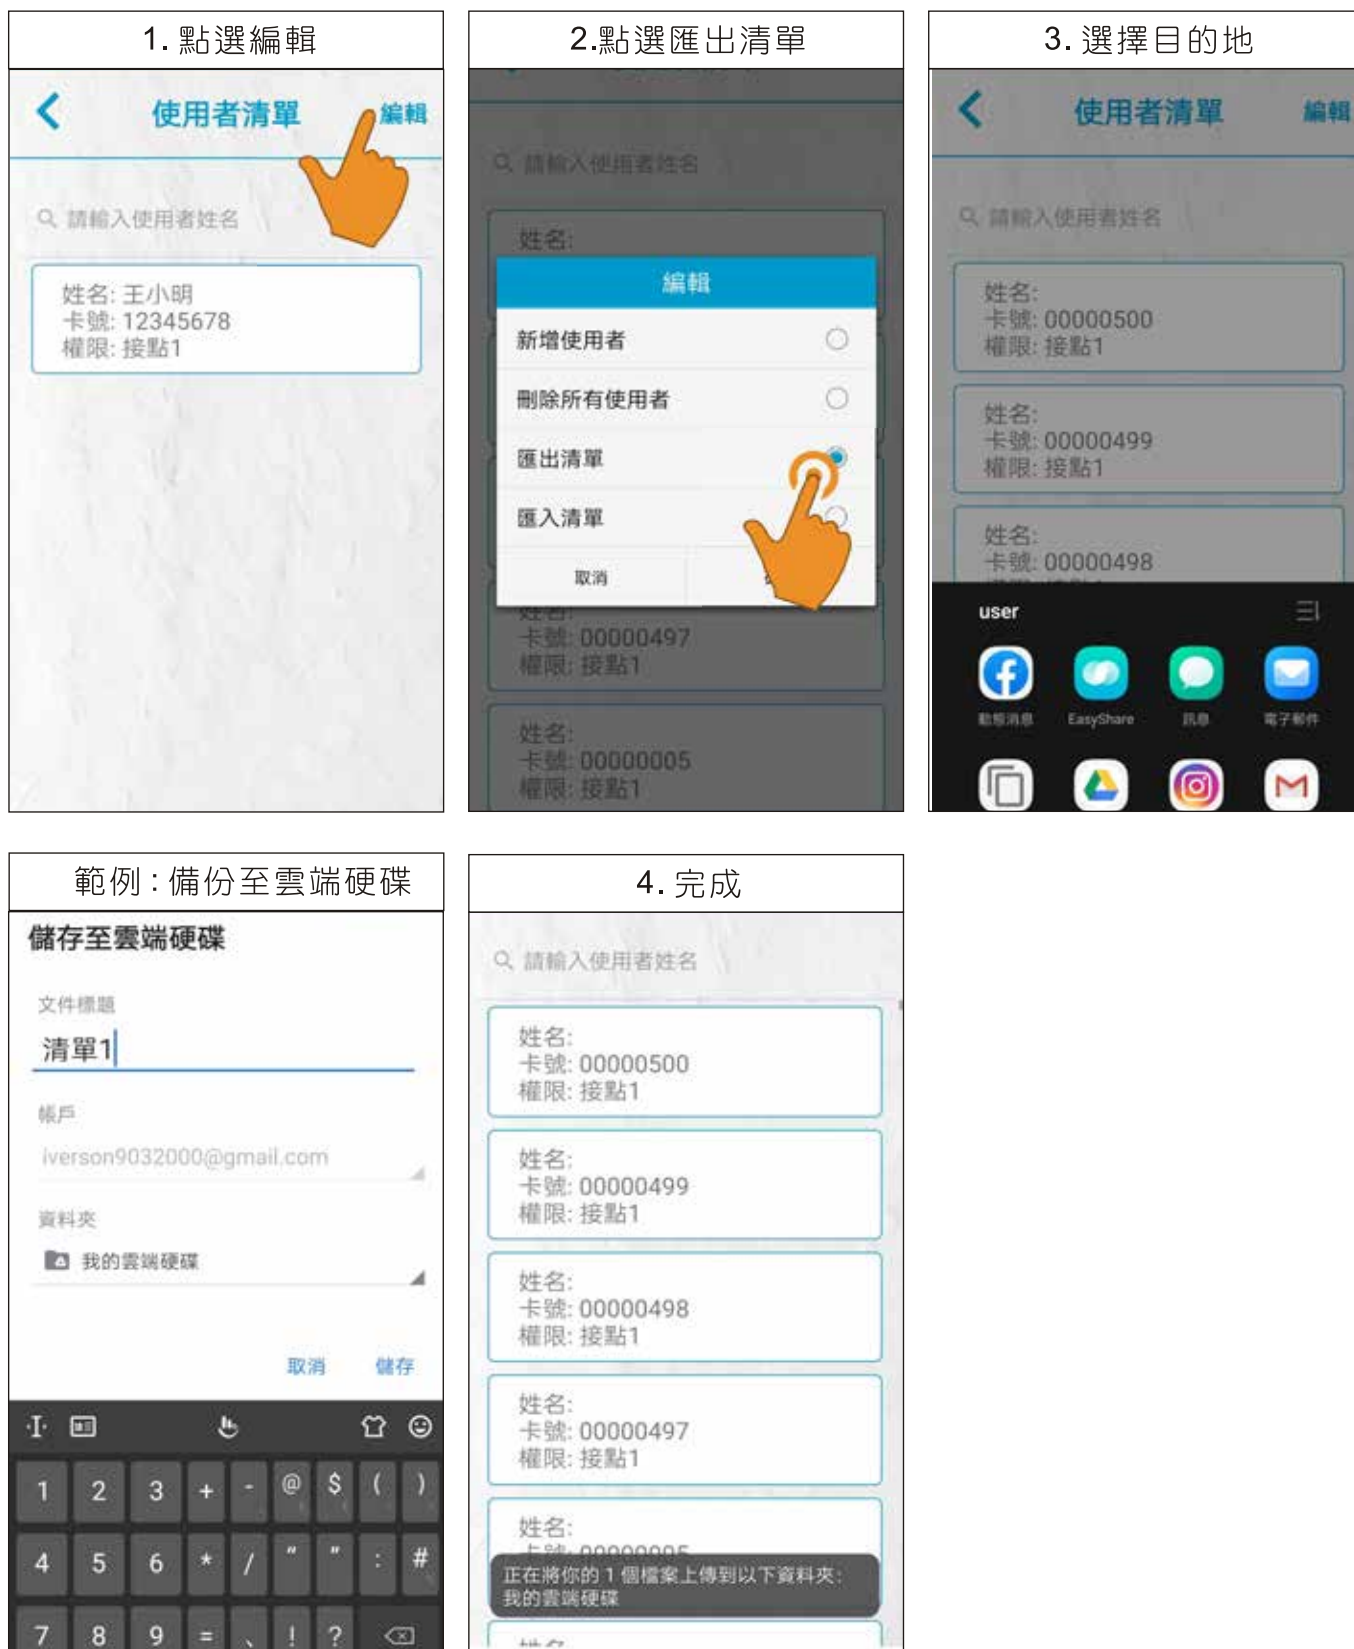 1. 點選編輯
使用者清單
編輯
請輸入使用者姓名
姓名: 王小明
卡號: 12345678
權限: 接點1
2.點選匯出清單
請輸入使用者姓名
姓名:
編輯
新增使用者
刪除所有使用者
匯出清單
匯入清單
取消
姓名:
卡號: 00000497
權限: 接點1
姓名:
卡號: 00000005
權限: 接點1
3. 選擇目的地
使用者清單
編輯
請輸入使用者姓名
姓名:
卡號: 00000500
權限: 接點1
姓名:
卡號: 00000499
權限: 接點1
姓名:
卡號: 00000498
user
動態消息
EasyShare
訊息
電子郵件
範例：備份至雲端硬碟
儲存至雲端硬碟
文件標題
清單1
帳戶
iverson9032000@gmail.com
資料夾
我的雲端硬碟
取消
儲存
1 2 3 + - @ $ ( )
4 5 6 * / " " : #
7 8 9 = 、 ! ?
4. 完成
請輸入使用者姓名
姓名:
卡號: 00000500
權限: 接點1
姓名:
卡號: 00000499
權限: 接點1
姓名:
卡號: 00000498
權限: 接點1
姓名:
卡號: 00000497
權限: 接點1
姓名:
卡號: 00000005
正在將你的 1 個檔案上傳到以下資料夾:
我的雲端硬碟